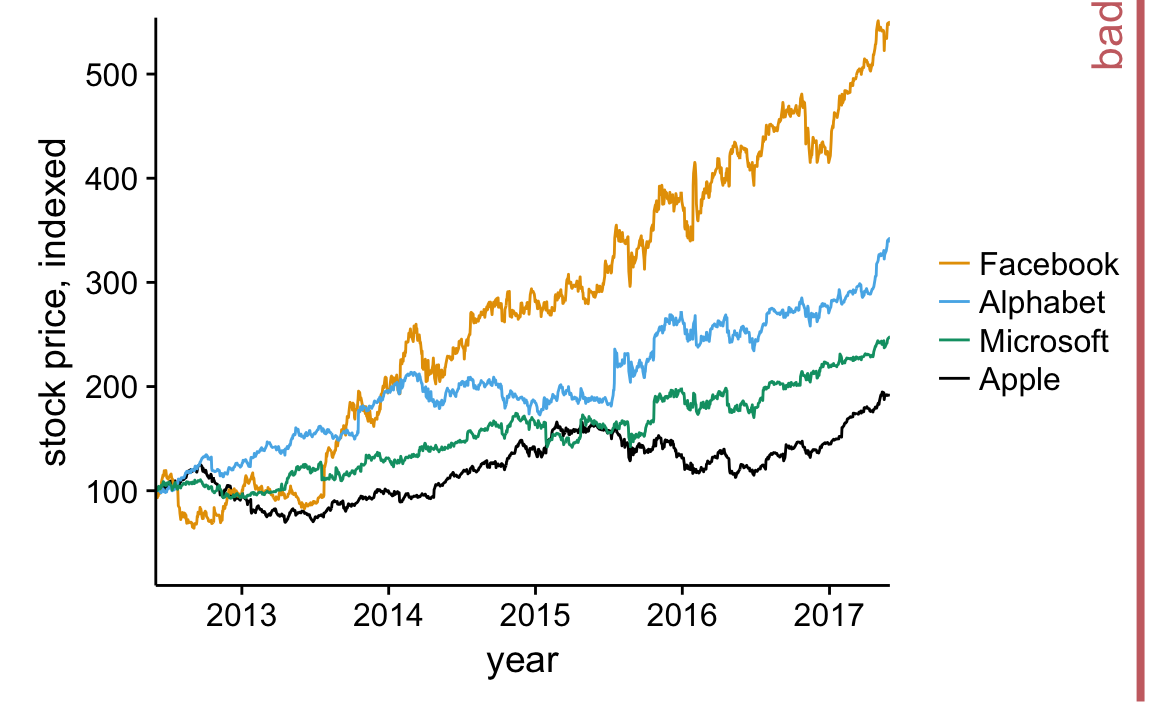 bad
500
400
300
200
100
stock price, indexed
2013 2014 2015 2016 2017
year
Facebook
Alphabet
Microsoft
Apple